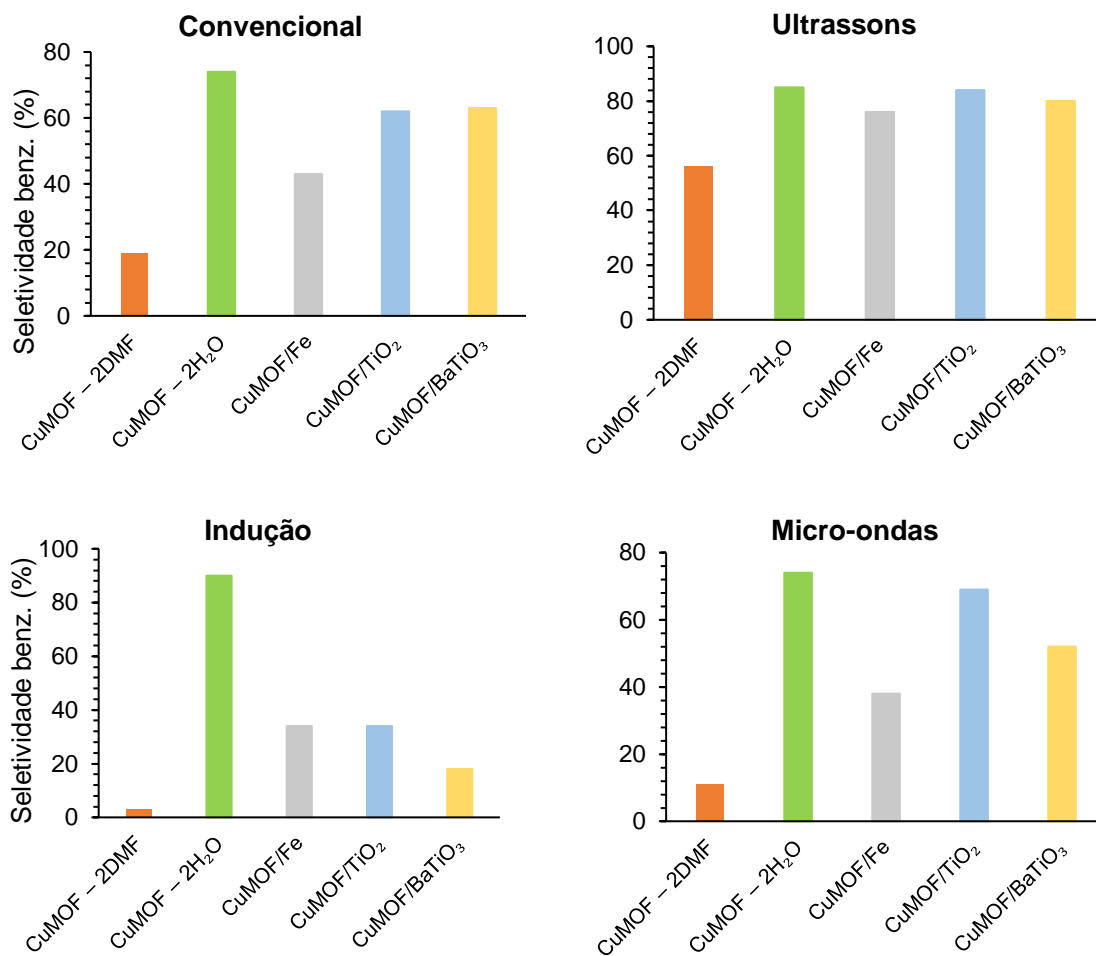 Convencional
Seletividade benz. (%)
80
60
40
20
0
CuMOF – 2DMF
CuMOF – 2H₂O
CuMOF/Fe
CuMOF/TiO₂
CuMOF/BaTiO₃
Ultrassons
100
80
60
40
20
0
CuMOF – 2DMF
CuMOF – 2H₂O
CuMOF/Fe
CuMOF/TiO₂
CuMOF/BaTiO₃
Indução
Seletividade benz. (%)
100
80
60
40
20
0
CuMOF – 2DMF
CuMOF – 2H₂O
CuMOF/Fe
CuMOF/TiO₂
CuMOF/BaTiO₃
Micro-ondas
80
60
40
20
0
CuMOF – 2DMF
CuMOF – 2H₂O
CuMOF/Fe
CuMOF/TiO₂
CuMOF/BaTiO₃